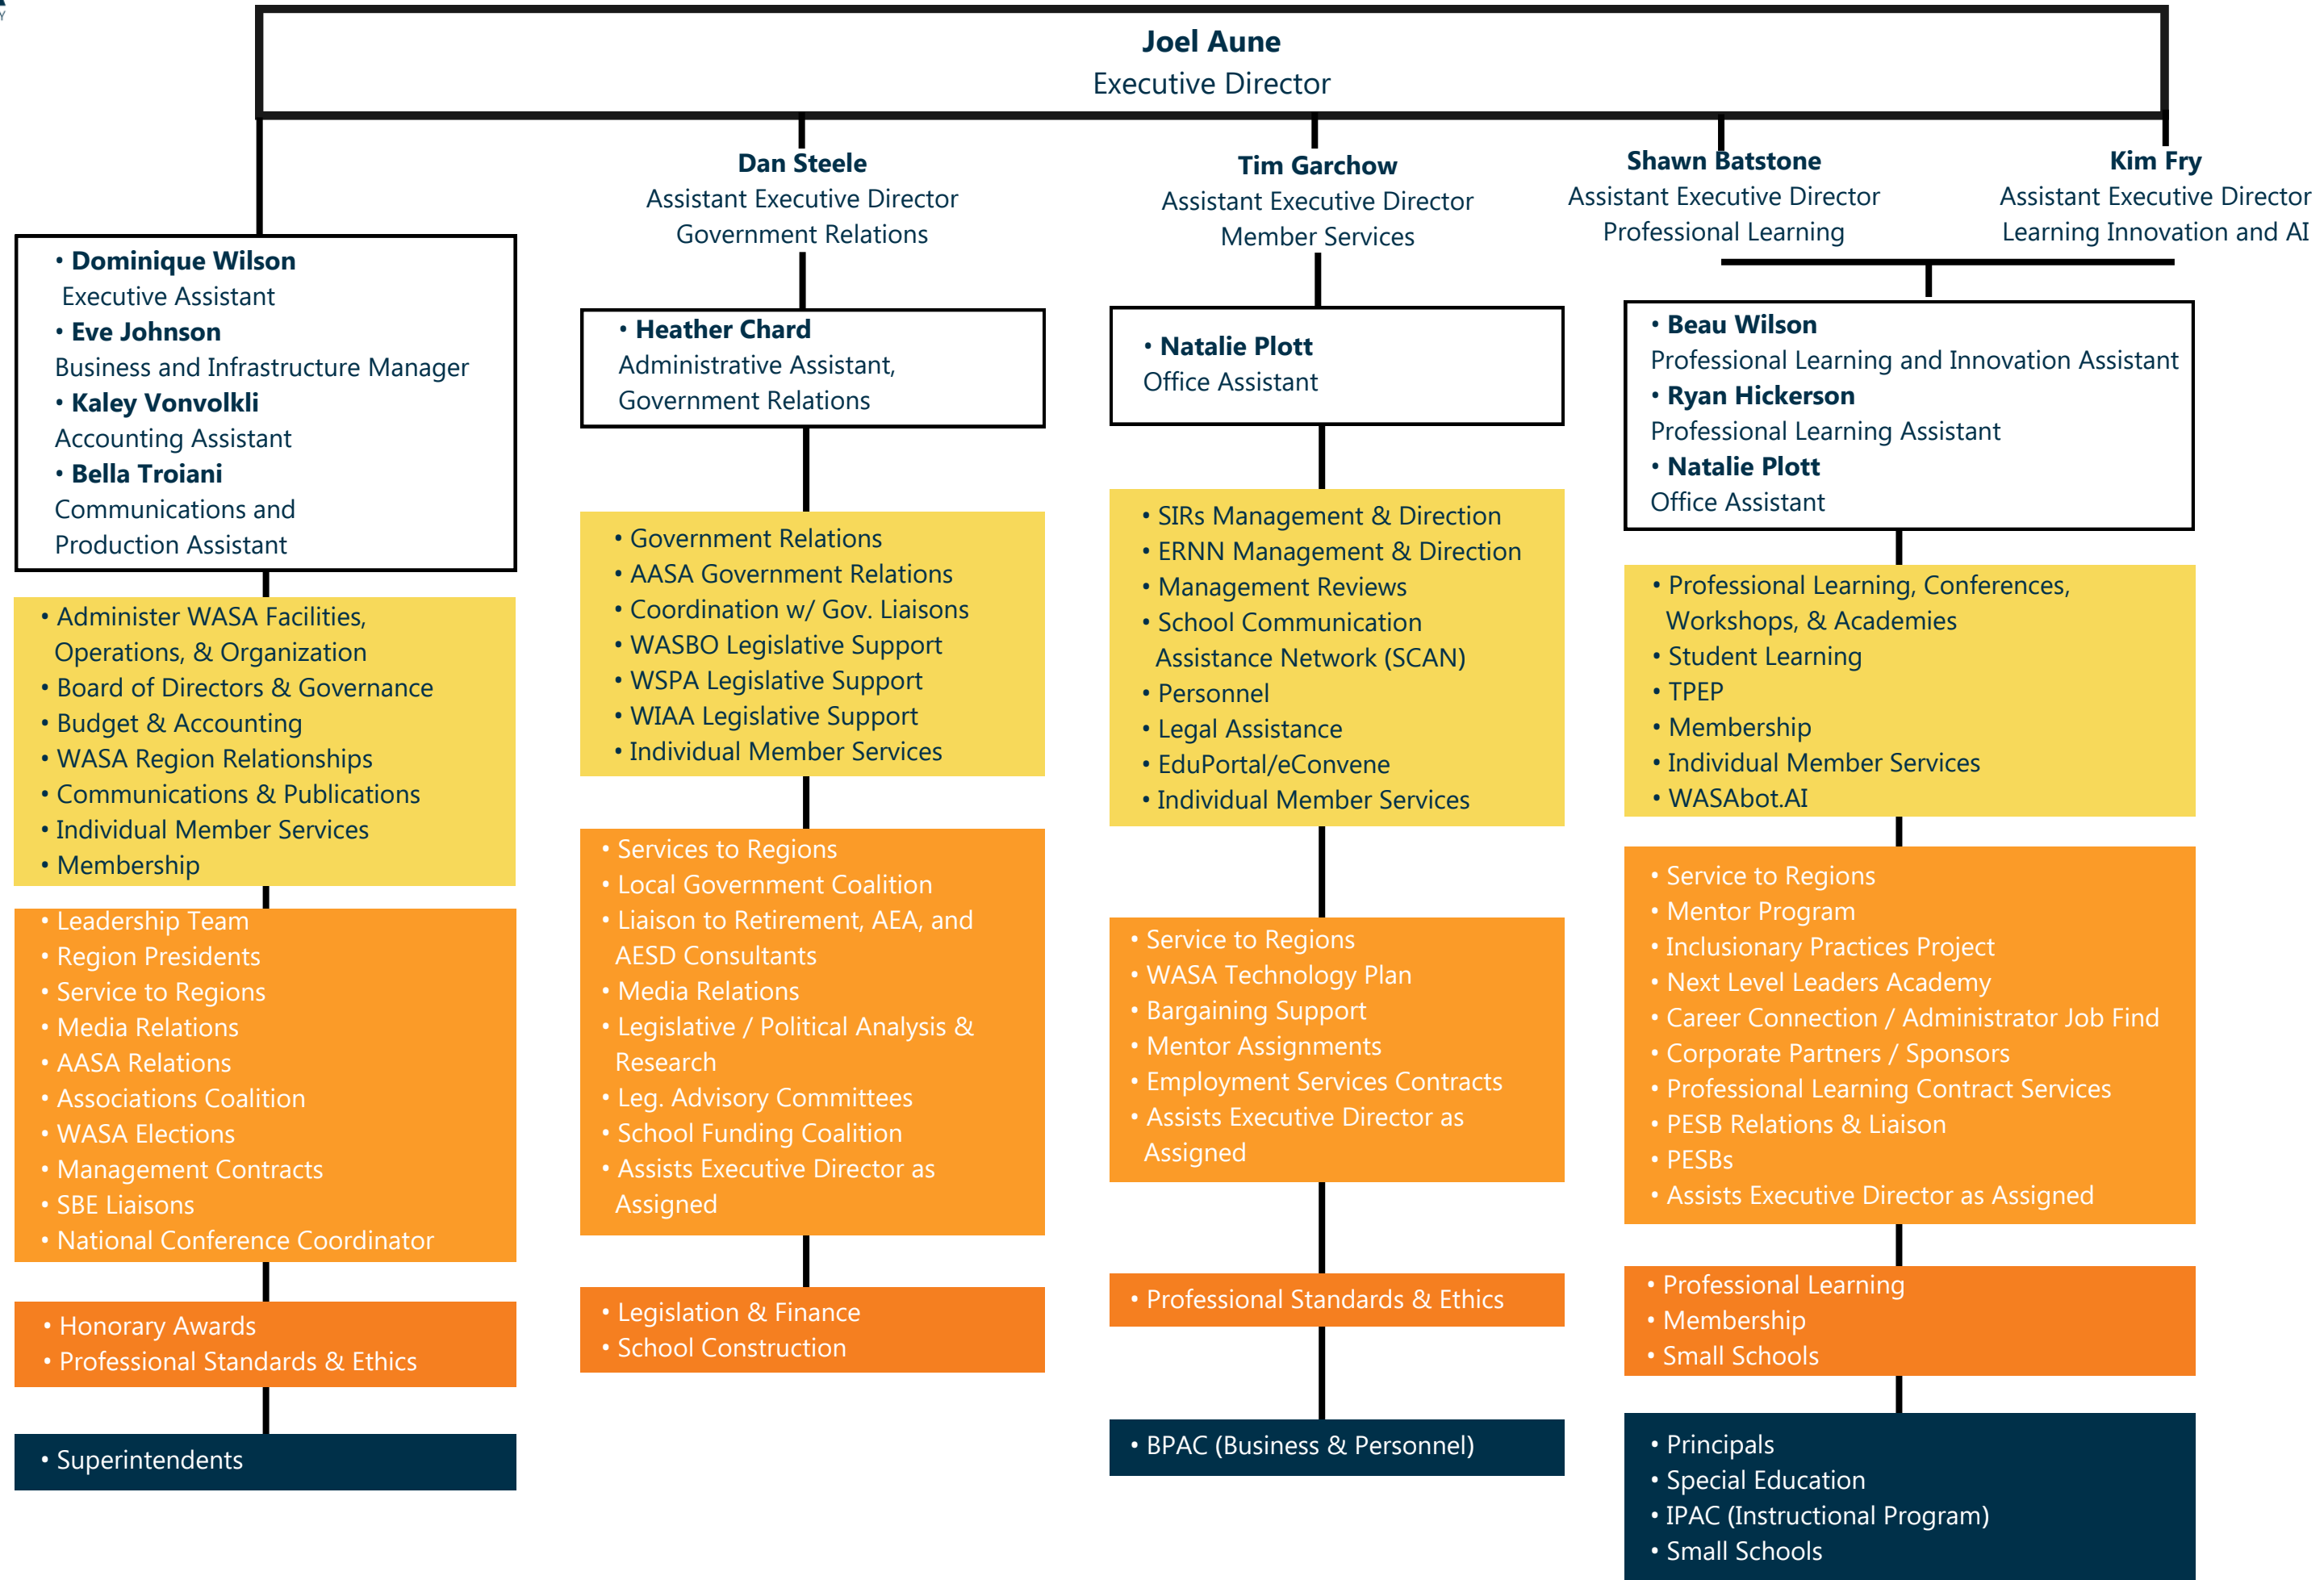 Joel Aune
Executive Director
• Dominique Wilson
Executive Assistant
• Eve Johnson
Business and Infrastructure Manager
• Kaley Vonvolkli
Accounting Assistant
• Bella Troiani
Communications and
Production Assistant
• Administer WASA Facilities,
Operations, & Organization
• Board of Directors & Governance
• Budget & Accounting
• WASA Region Relationships
• Communications & Publications
• Individual Member Services
• Membership
• Leadership Team
• Region Presidents
• Service to Regions
• Media Relations
• AASA Relations
• Associations Coalition
• WASA Elections
• Management Contracts
• SBE Liaisons
• National Conference Coordinator
• Honorary Awards
• Professional Standards & Ethics
• Superintendents
Dan Steele
Assistant Executive Director
Government Relations
• Heather Chard
Administrative Assistant,
Government Relations
• Government Relations
• AASA Government Relations
• Coordination w/ Gov. Liaisons
• WASBO Legislative Support
• WSPA Legislative Support
• WIAA Legislative Support
• Individual Member Services
• Services to Regions
• Local Government Coalition
• Liaison to Retirement, AEA, and
AESD Consultants
• Media Relations
• Legislative / Political Analysis &
Research
• Leg. Advisory Committees
• School Funding Coalition
• Assists Executive Director as
Assigned
• Legislation & Finance
• School Construction
Tim Garchow
Assistant Executive Director
Member Services
• Natalie Plott
Office Assistant
• SIRs Management & Direction
• ERNN Management & Direction
• Management Reviews
• School Communication
Assistance Network (SCAN)
• Personnel
• Legal Assistance
• EduPortal/eConvene
• Individual Member Services
• Service to Regions
• WASA Technology Plan
• Bargaining Support
• Mentor Assignments
• Employment Services Contracts
• Assists Executive Director as
Assigned
• Professional Standards & Ethics
• BPAC (Business & Personnel)
Shawn Batstone
Assistant Executive Director
Professional Learning
Kim Fry
Assistant Executive Director
Learning Innovation and AI
• Beau Wilson
Professional Learning and Innovation Assistant
• Ryan Hickerson
Professional Learning Assistant
• Natalie Plott
Office Assistant
• Professional Learning, Conferences,
Workshops, & Academies
• Student Learning
• TPEP
• Membership
• Individual Member Services
• WASAbot.AI
• Service to Regions
• Mentor Program
• Inclusionary Practices Project
• Next Level Leaders Academy
• Career Connection / Administrator Job Find
• Corporate Partners / Sponsors
• Professional Learning Contract Services
• PESB Relations & Liaison
• PESBs
• Assists Executive Director as Assigned
• Professional Learning
• Membership
• Small Schools
• Principals
• Special Education
• IPAC (Instructional Program)
• Small Schools